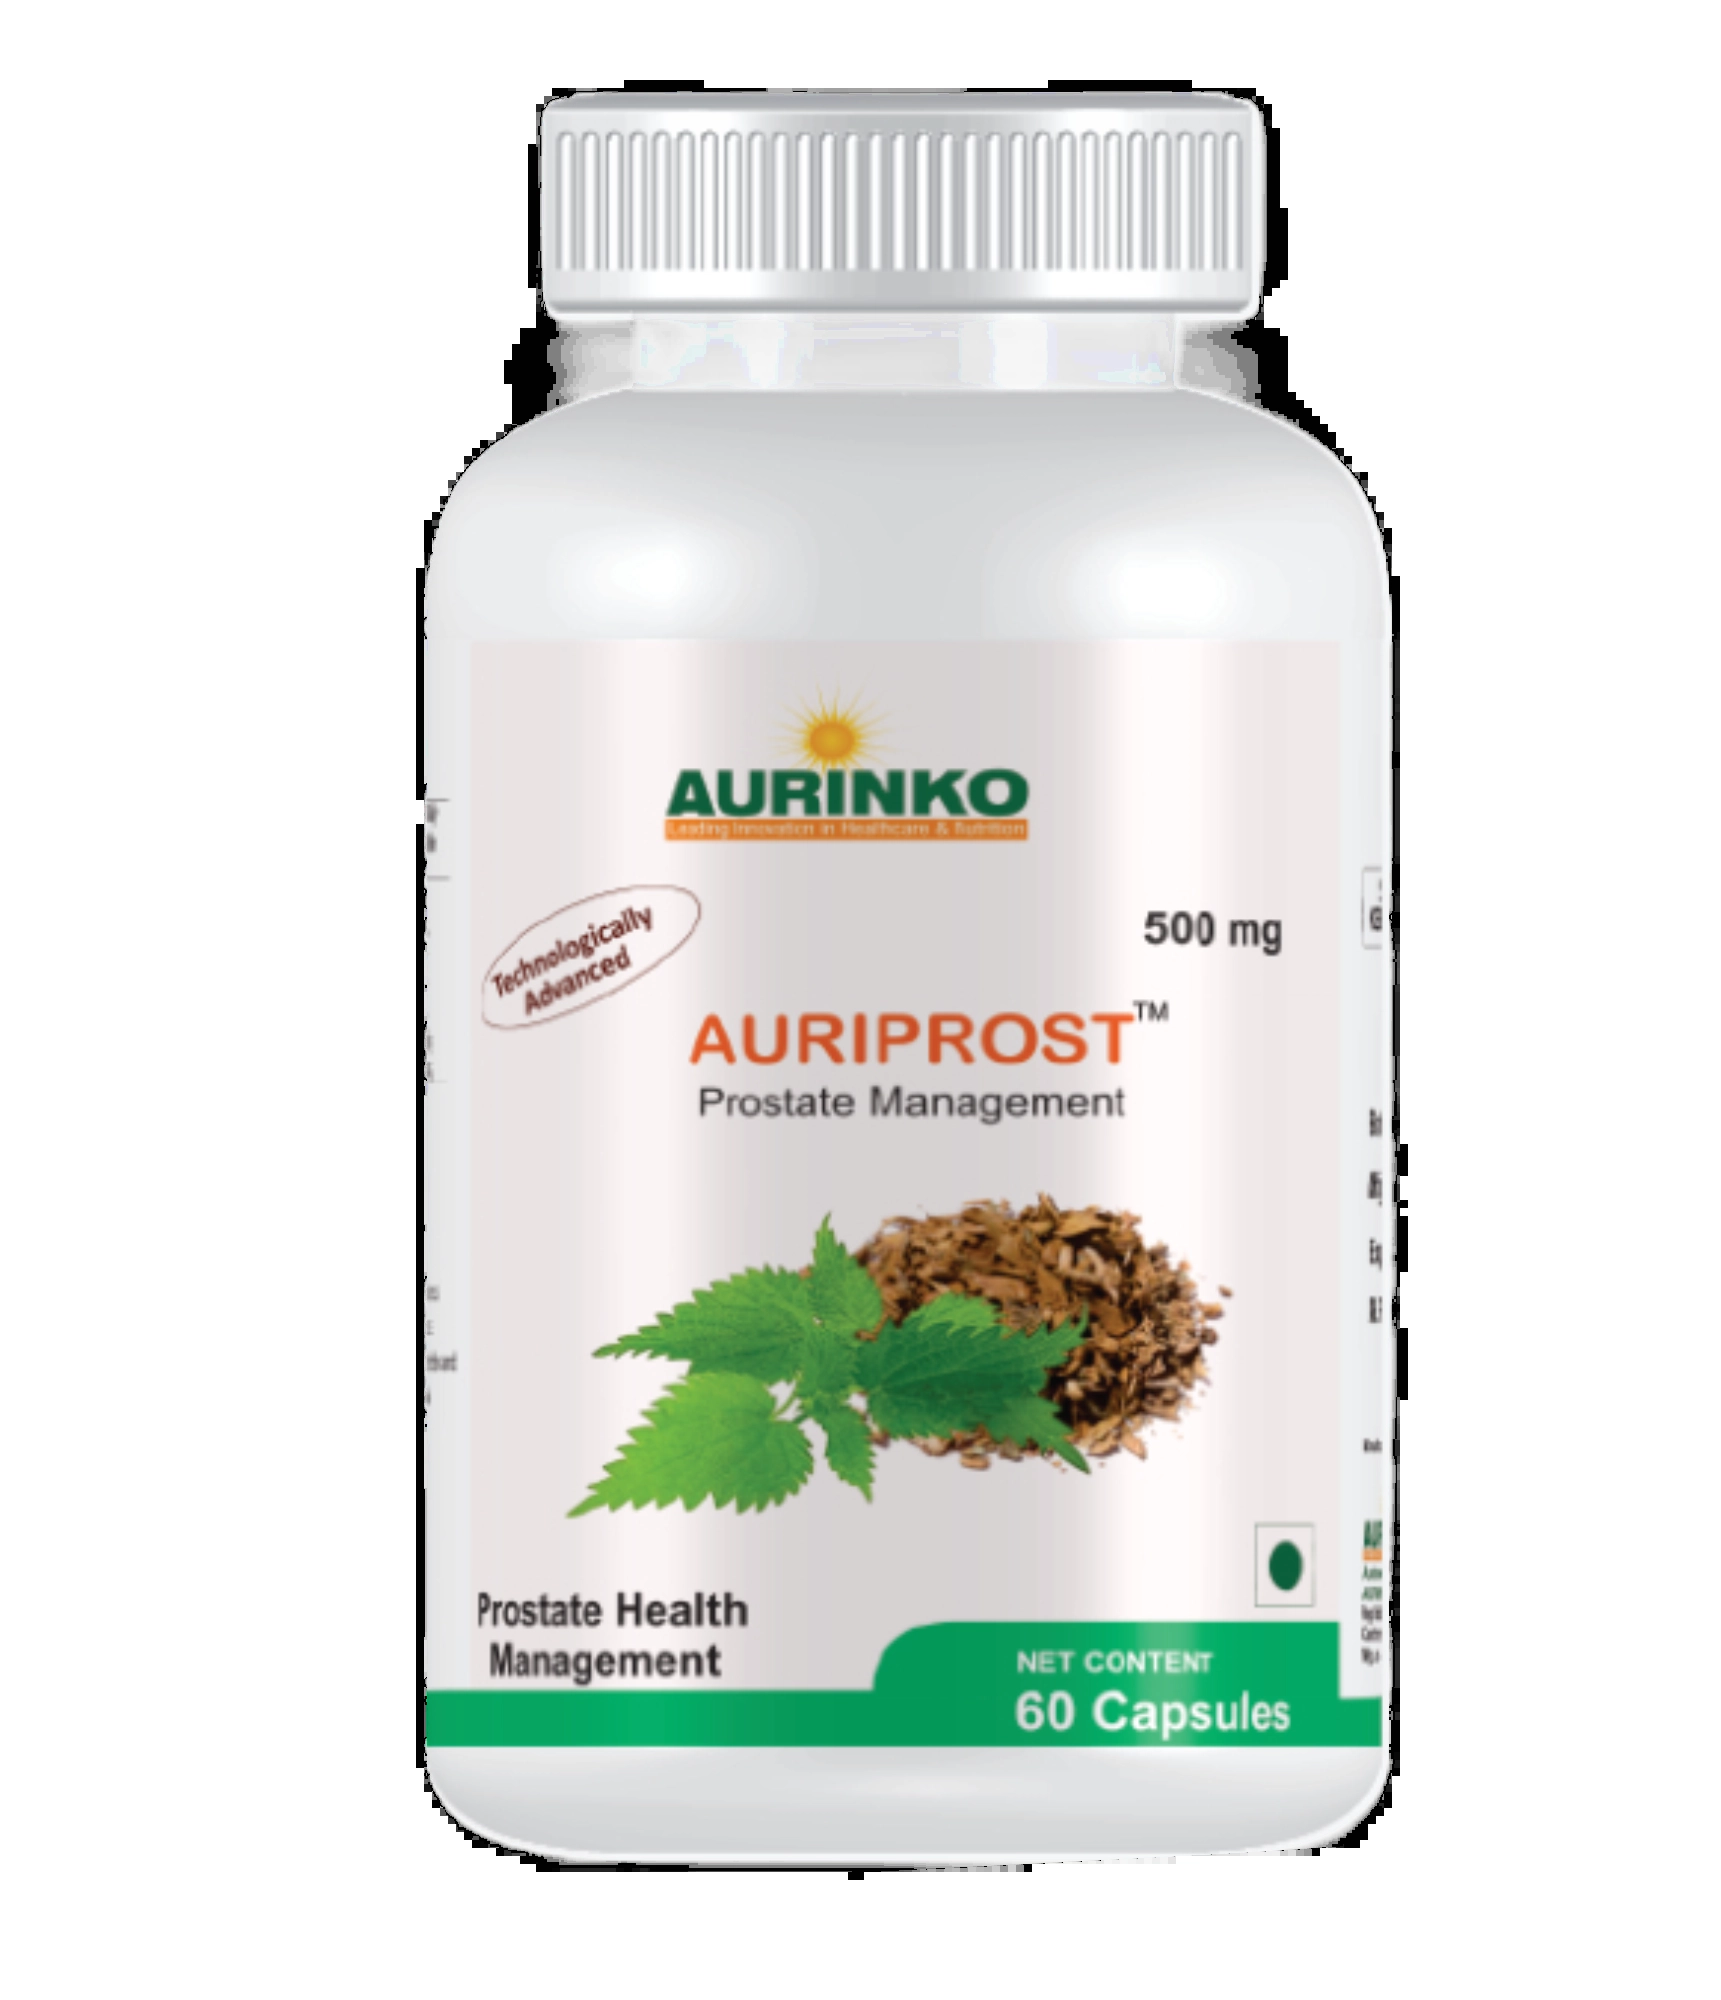 AURINKO
Leading Innovation in Healthcare & Nutrition
Technologically
Advanced
500 mg
AURIPROST™
Prostate Management
Prostate Health
Management
NET CONTENT
60 Capsules